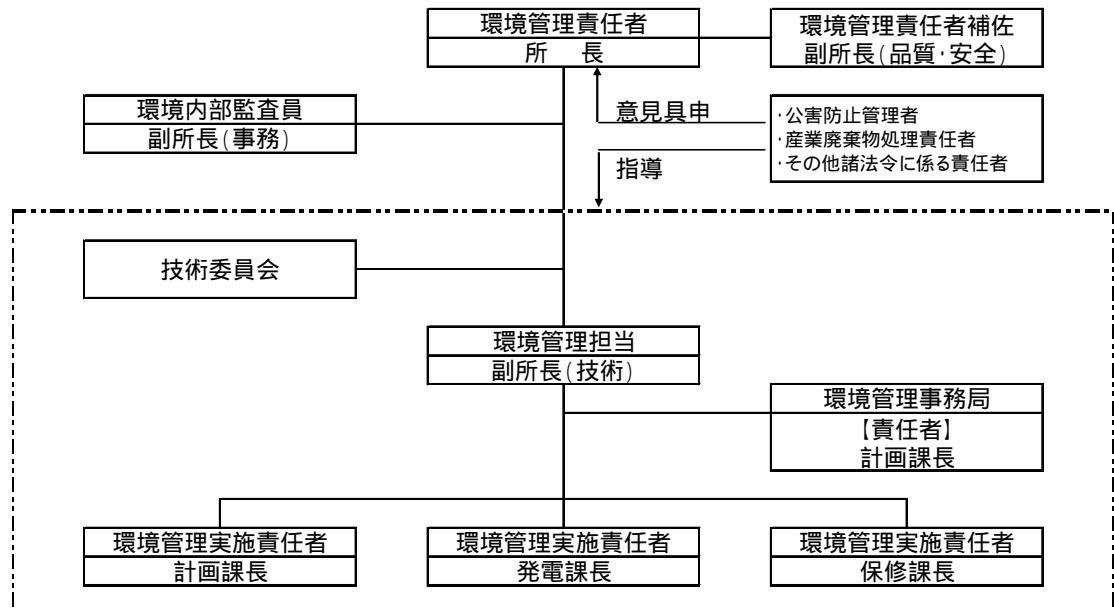 環境管理責任者
所　長
環境管理責任者補佐
副所長(品質･安全)
環境内部監査員
副所長(事務)
意見具申
･公害防止管理者
･産業廃棄物処理責任者
･その他諸法令に係る責任者
指導
技術委員会
環境管理担当
副所長(技術)
環境管理事務局
【責任者】
計画課長
環境管理実施責任者
計画課長
環境管理実施責任者
発電課長
環境管理実施責任者
保修課長